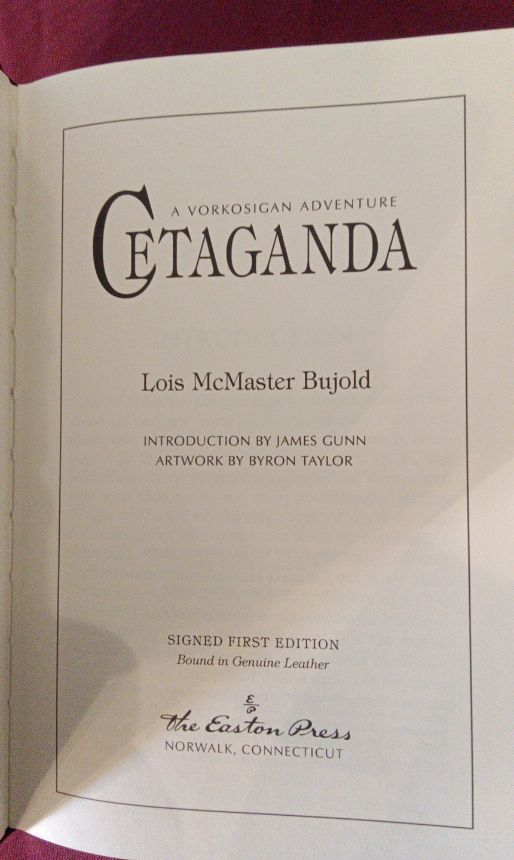 A VORKOSIGAN ADVENTURE
CETAGANDA
Lois McMaster Bujold
INTRODUCTION BY JAMES GUNN
ARTWORK BY BYRON TAYLOR
SIGNED FIRST EDITION
Bound in Genuine Leather
E
P
the Easton Press
NORWALK, CONNECTICUT